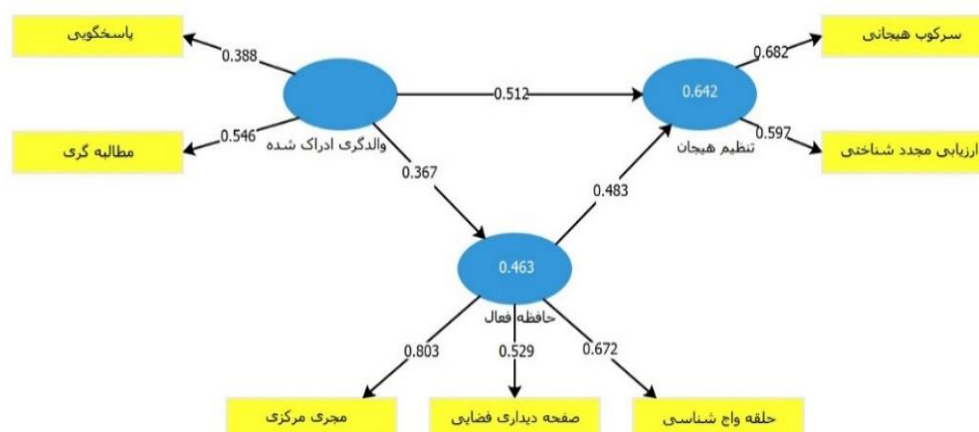 پاسخگویی
سرکوب هیجانی
0.388
0.682
0.642
0.512
0.546
0.597
مطالبه گری
والدگری ادراک شده
تنظیم هیجان
ارزیابی مجدد شناختی
0.367
0.483
0.463
حافظه فعال
0.803
0.529
0.672
مجری مرکزی
صفحه دیداری فضایی
حلقه واج شناسی